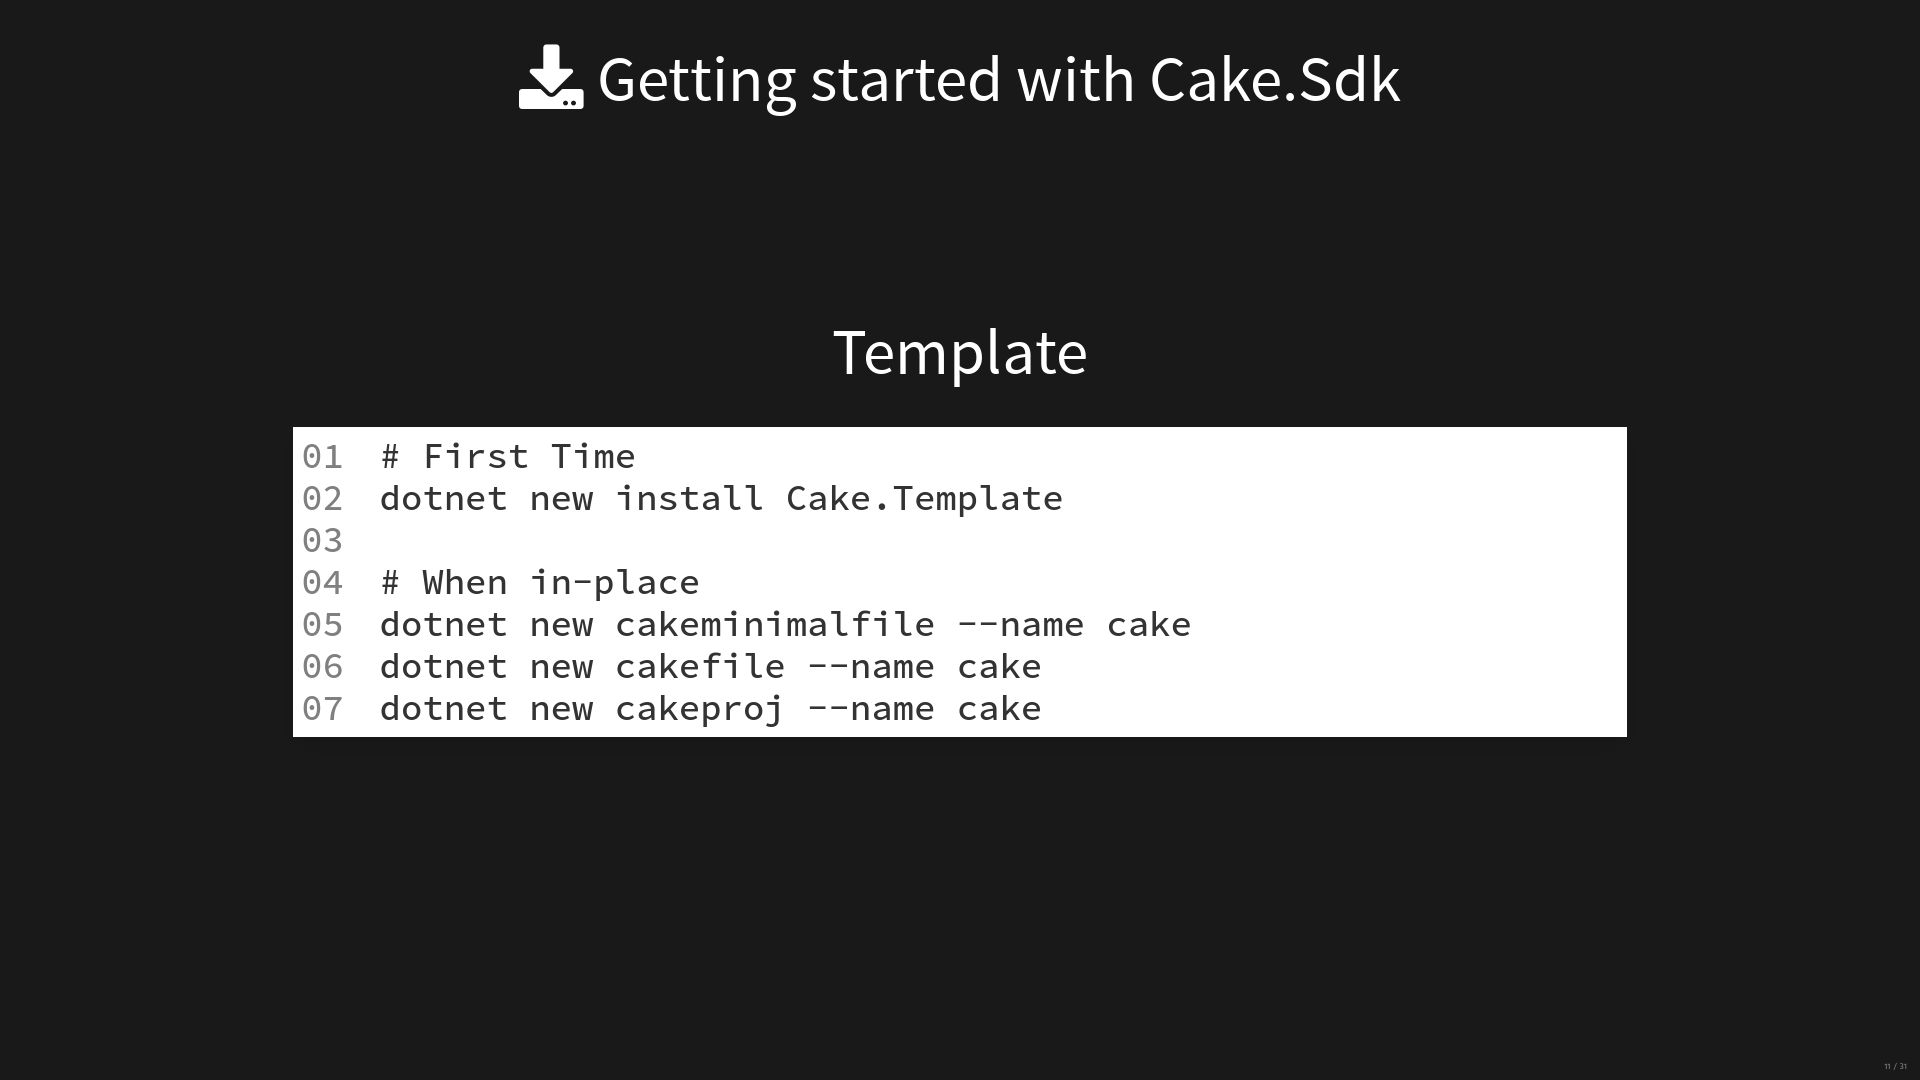 Getting started with Cake.Sdk
Template
01 # First Time
02 dotnet new install Cake.Template
03
04 # When in-place
05 dotnet new cakeminimalfile --name cake
06 dotnet new cakefile --name cake
07 dotnet new cakeproj --name cake
11 / 31